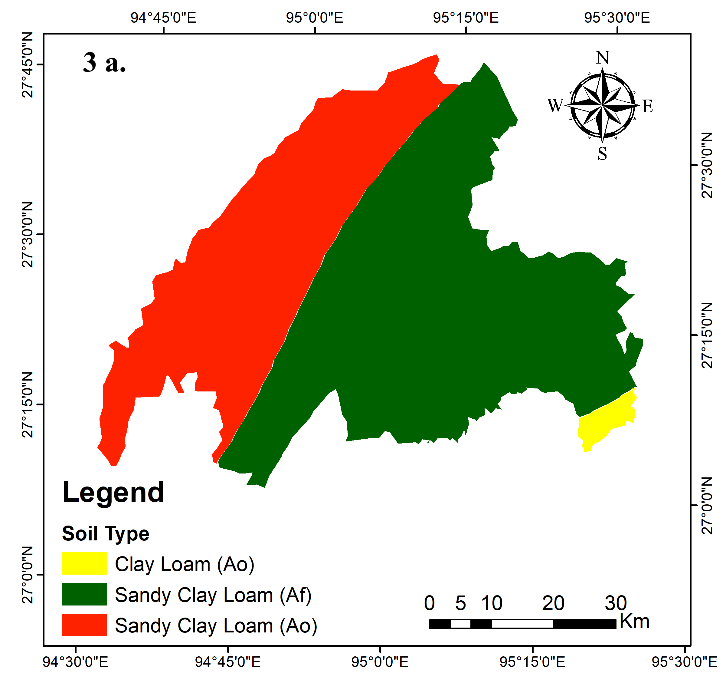 94°45'0"E 95°0'0"E 95°15'0"E 95°30'0"E
3 a.
N
W E
S
27°45'0"N
27°30'0"N
27°15'0"N
27°0'0"N
27°30'0"N
27°15'0"N
27°0'0"N
Legend
Soil Type
Clay Loam (Ao)
Sandy Clay Loam (Af)
Sandy Clay Loam (Ao)
0 5 10 20 30
Km
94°30'0"E 94°45'0"E 95°0'0"E 95°15'0"E 95°30'0"E